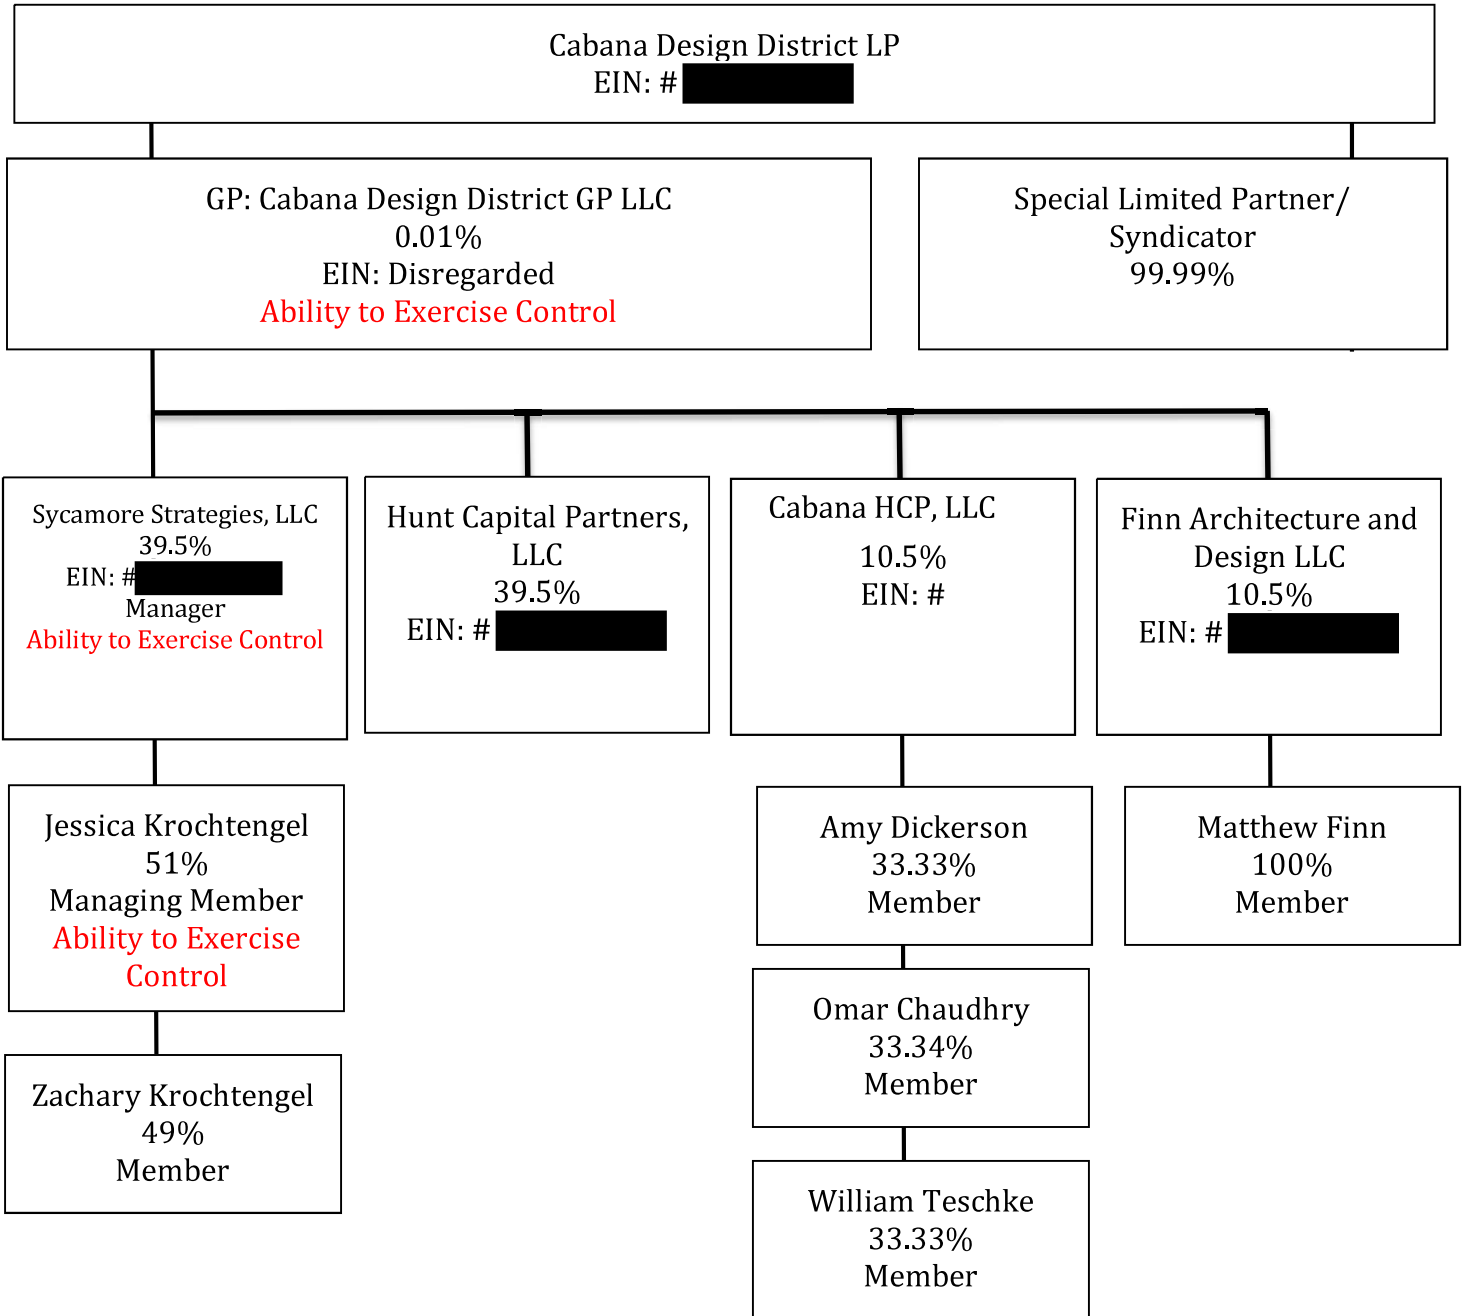 Cabana Design District LP
EIN: #
GP: Cabana Design District GP LLC
0.01%
EIN: Disregarded
Ability to Exercise Control
Special Limited Partner/
Syndicator
99.99%
Sycamore Strategies, LLC
39.5%
EIN: #
Manager
Ability to Exercise Control
Hunt Capital Partners,
LLC
39.5%
EIN: #
Cabana HCP, LLC
10.5%
EIN: #
Finn Architecture and
Design LLC
10.5%
EIN: #
Jessica Krochtengel
51%
Managing Member
Ability to Exercise
Control
Zachary Krochtengel
49%
Member
Amy Dickerson
33.33%
Member
Omar Chaudhry
33.34%
Member
William Teschke
33.33%
Member
Matthew Finn
100%
Member